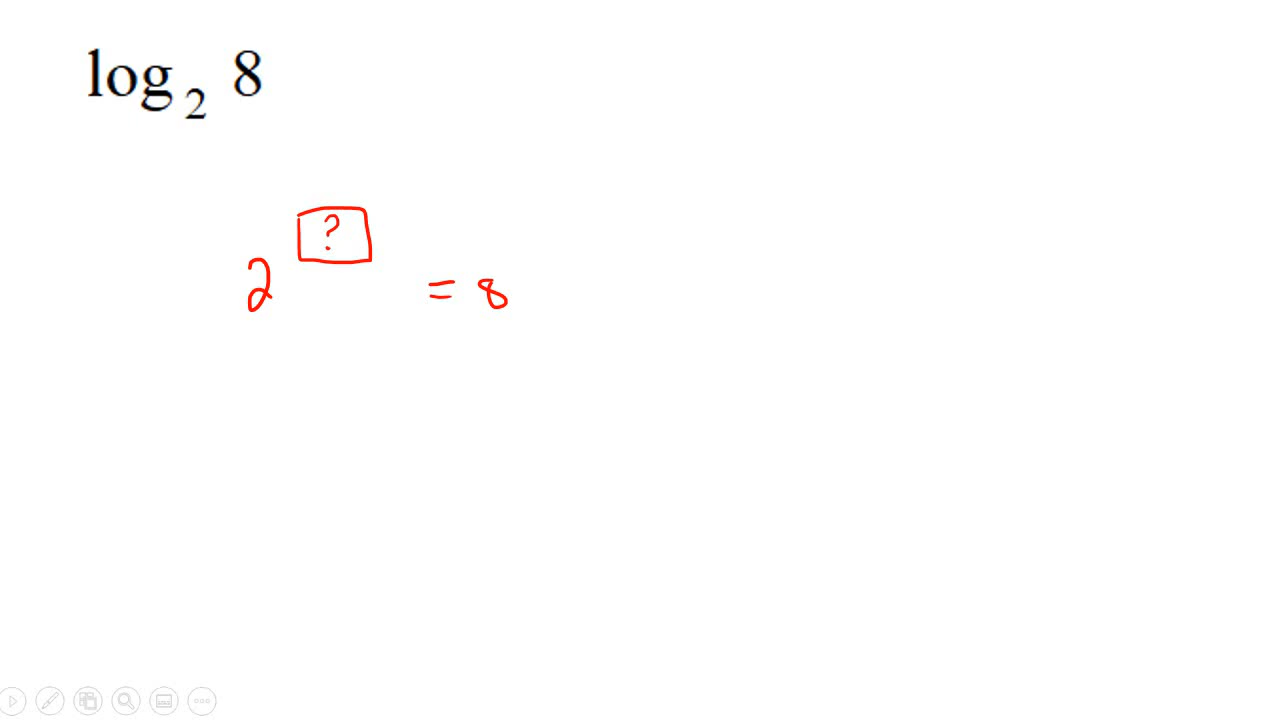 log₂ 8
2^? = 8